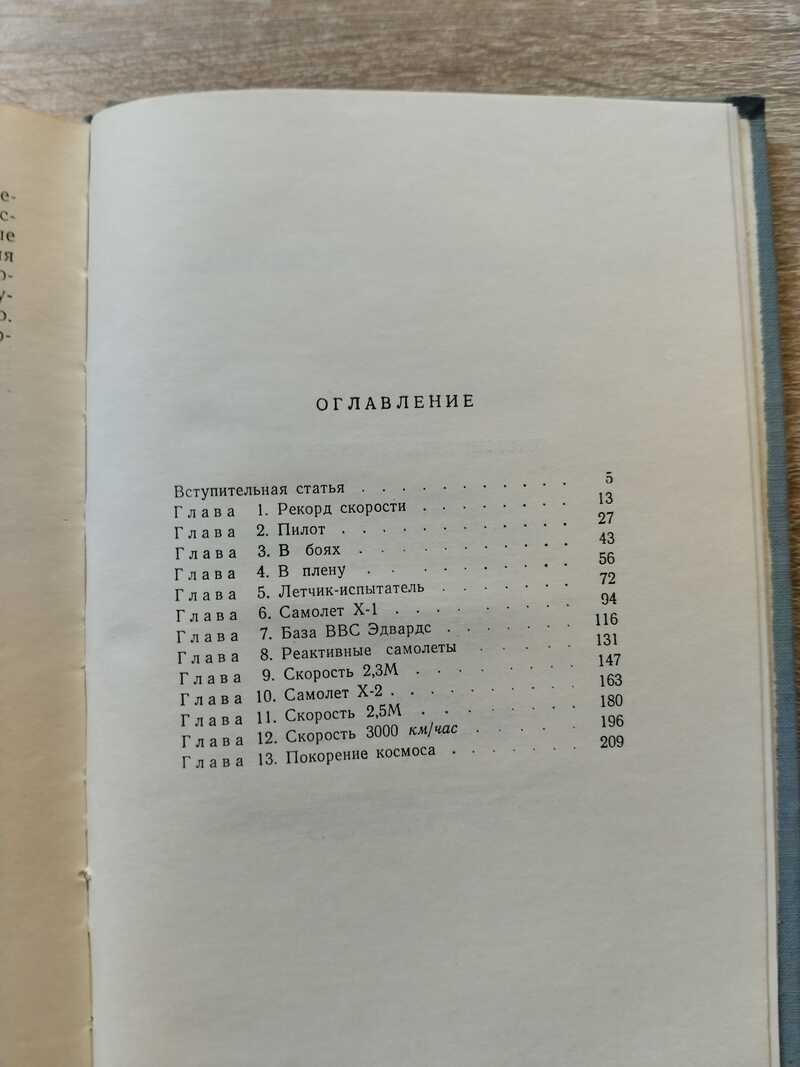 е-
с-
ие
ия
о-
у-
о.
о-
ОГЛАВЛЕНИЕ
Вступительная статья . . . . . . . . . . . 5
Глава 1. Рекорд скорости . . . . . . . . 13
Глава 2. Пилот . . . . . . . . . . . . 27
Глава 3. В боях . . . . . . . . . . . 43
Глава 4. В плену . . . . . . . . . . . 56
Глава 5. Летчик-испытатель . . . . . . . 72
Глава 6. Самолет Х-1 . . . . . . . . . 94
Глава 7. База ВВС Эдвардс . . . . . . . 116
Глава 8. Реактивные самолеты . . . . . 131
Глава 9. Скорость 2,3М . . . . . . . . 147
Глава 10. Самолет Х-2 . . . . . . . . . 163
Глава 11. Скорость 2,5М . . . . . . . . 180
Глава 12. Скорость 3000 км/час . . . . . 196
Глава 13. Покорение космоса . . . . . . . 209